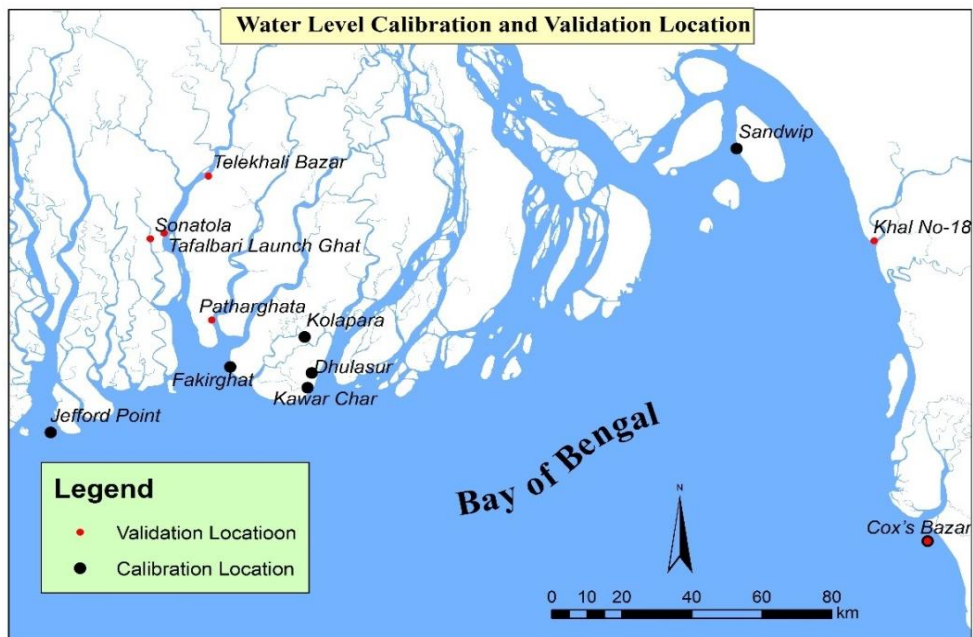 Water Level Calibration and Validation Location
Sandwip
Telekhali Bazar
Sonatola
Tafalbari Launch Ghat
Khal No-18
Patharghata
Kolapara
Fakirghat
Dhulasur
Kawar Char
Jefford Point
Bay of Bengal
Legend
Validation Locatioon
Calibration Location
N
Cox's Bazar
0 10 20 40 60 80
km